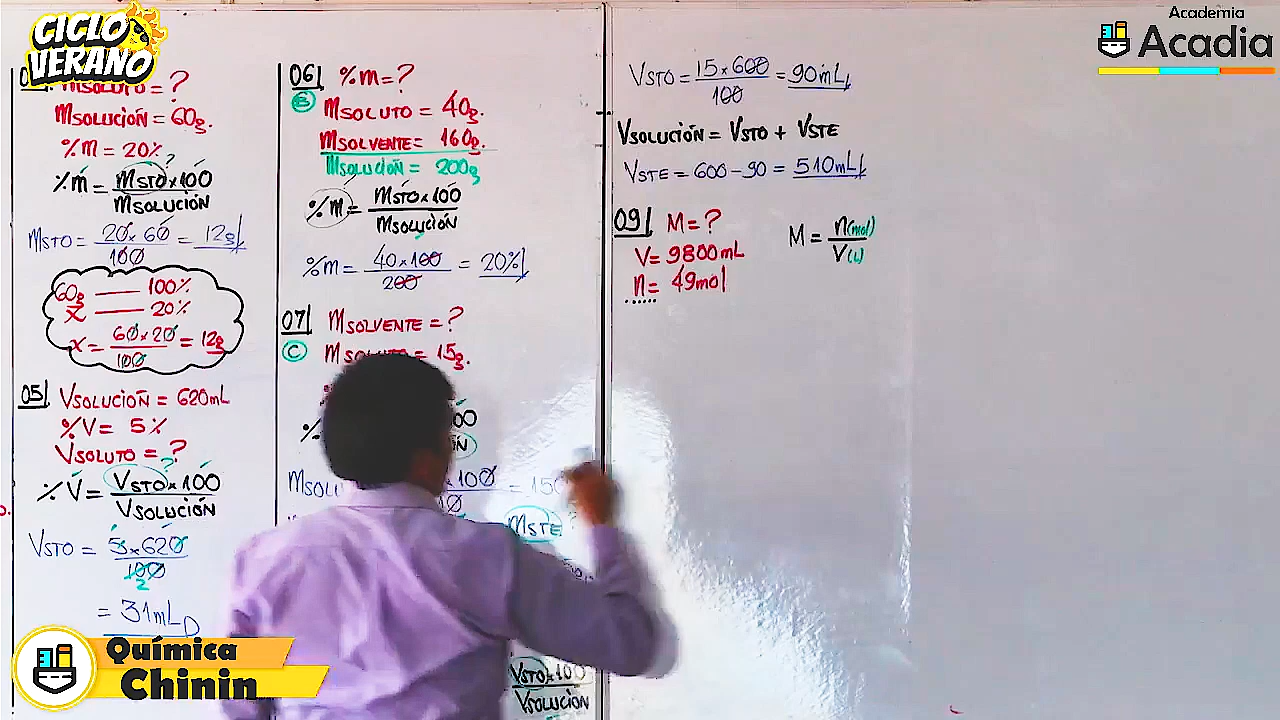 CICLO
VERANO
Academia
Acadia
MSOLUTO = ?
MSOLUCIÓN = 60g.
%m = 20%
%m = MSTO x 100
MSOLUCIÓN
MSTO = 20 x 60 = 12g
100
60g 100%
x 20%
x = 60 x 20 = 12g
100
05 VSOLUCIÓN = 620mL
%V = 5%
VSOLUTO = ?
?
%V = VSTO x 100
VSOLUCIÓN
VSTO = 5 x 620
100
2
= 31mL D
06 %m = ?
B MSOLUTO = 40g.
MSOLVENTE = 160g.
MSOLUCIÓN = 200g
%m = MSTO x 100
MSOLUCIÓN
%m = 40 x 100 = 20%
200
07 MSOLVENTE = ?
C MSOLUTO = 15g.
%
MSOL x 100 = 150
MSTE
VSTO x 100
VSOLUCIÓN
VSTO = 15 x 600 = 90mL
100
VSOLUCIÓN = VSTO + VSTE
VSTE = 600 - 90 = 510mL
09 M = ?
V = 9800mL
n = 49mol
M = n(mol)
V(L)
Química
Chinin